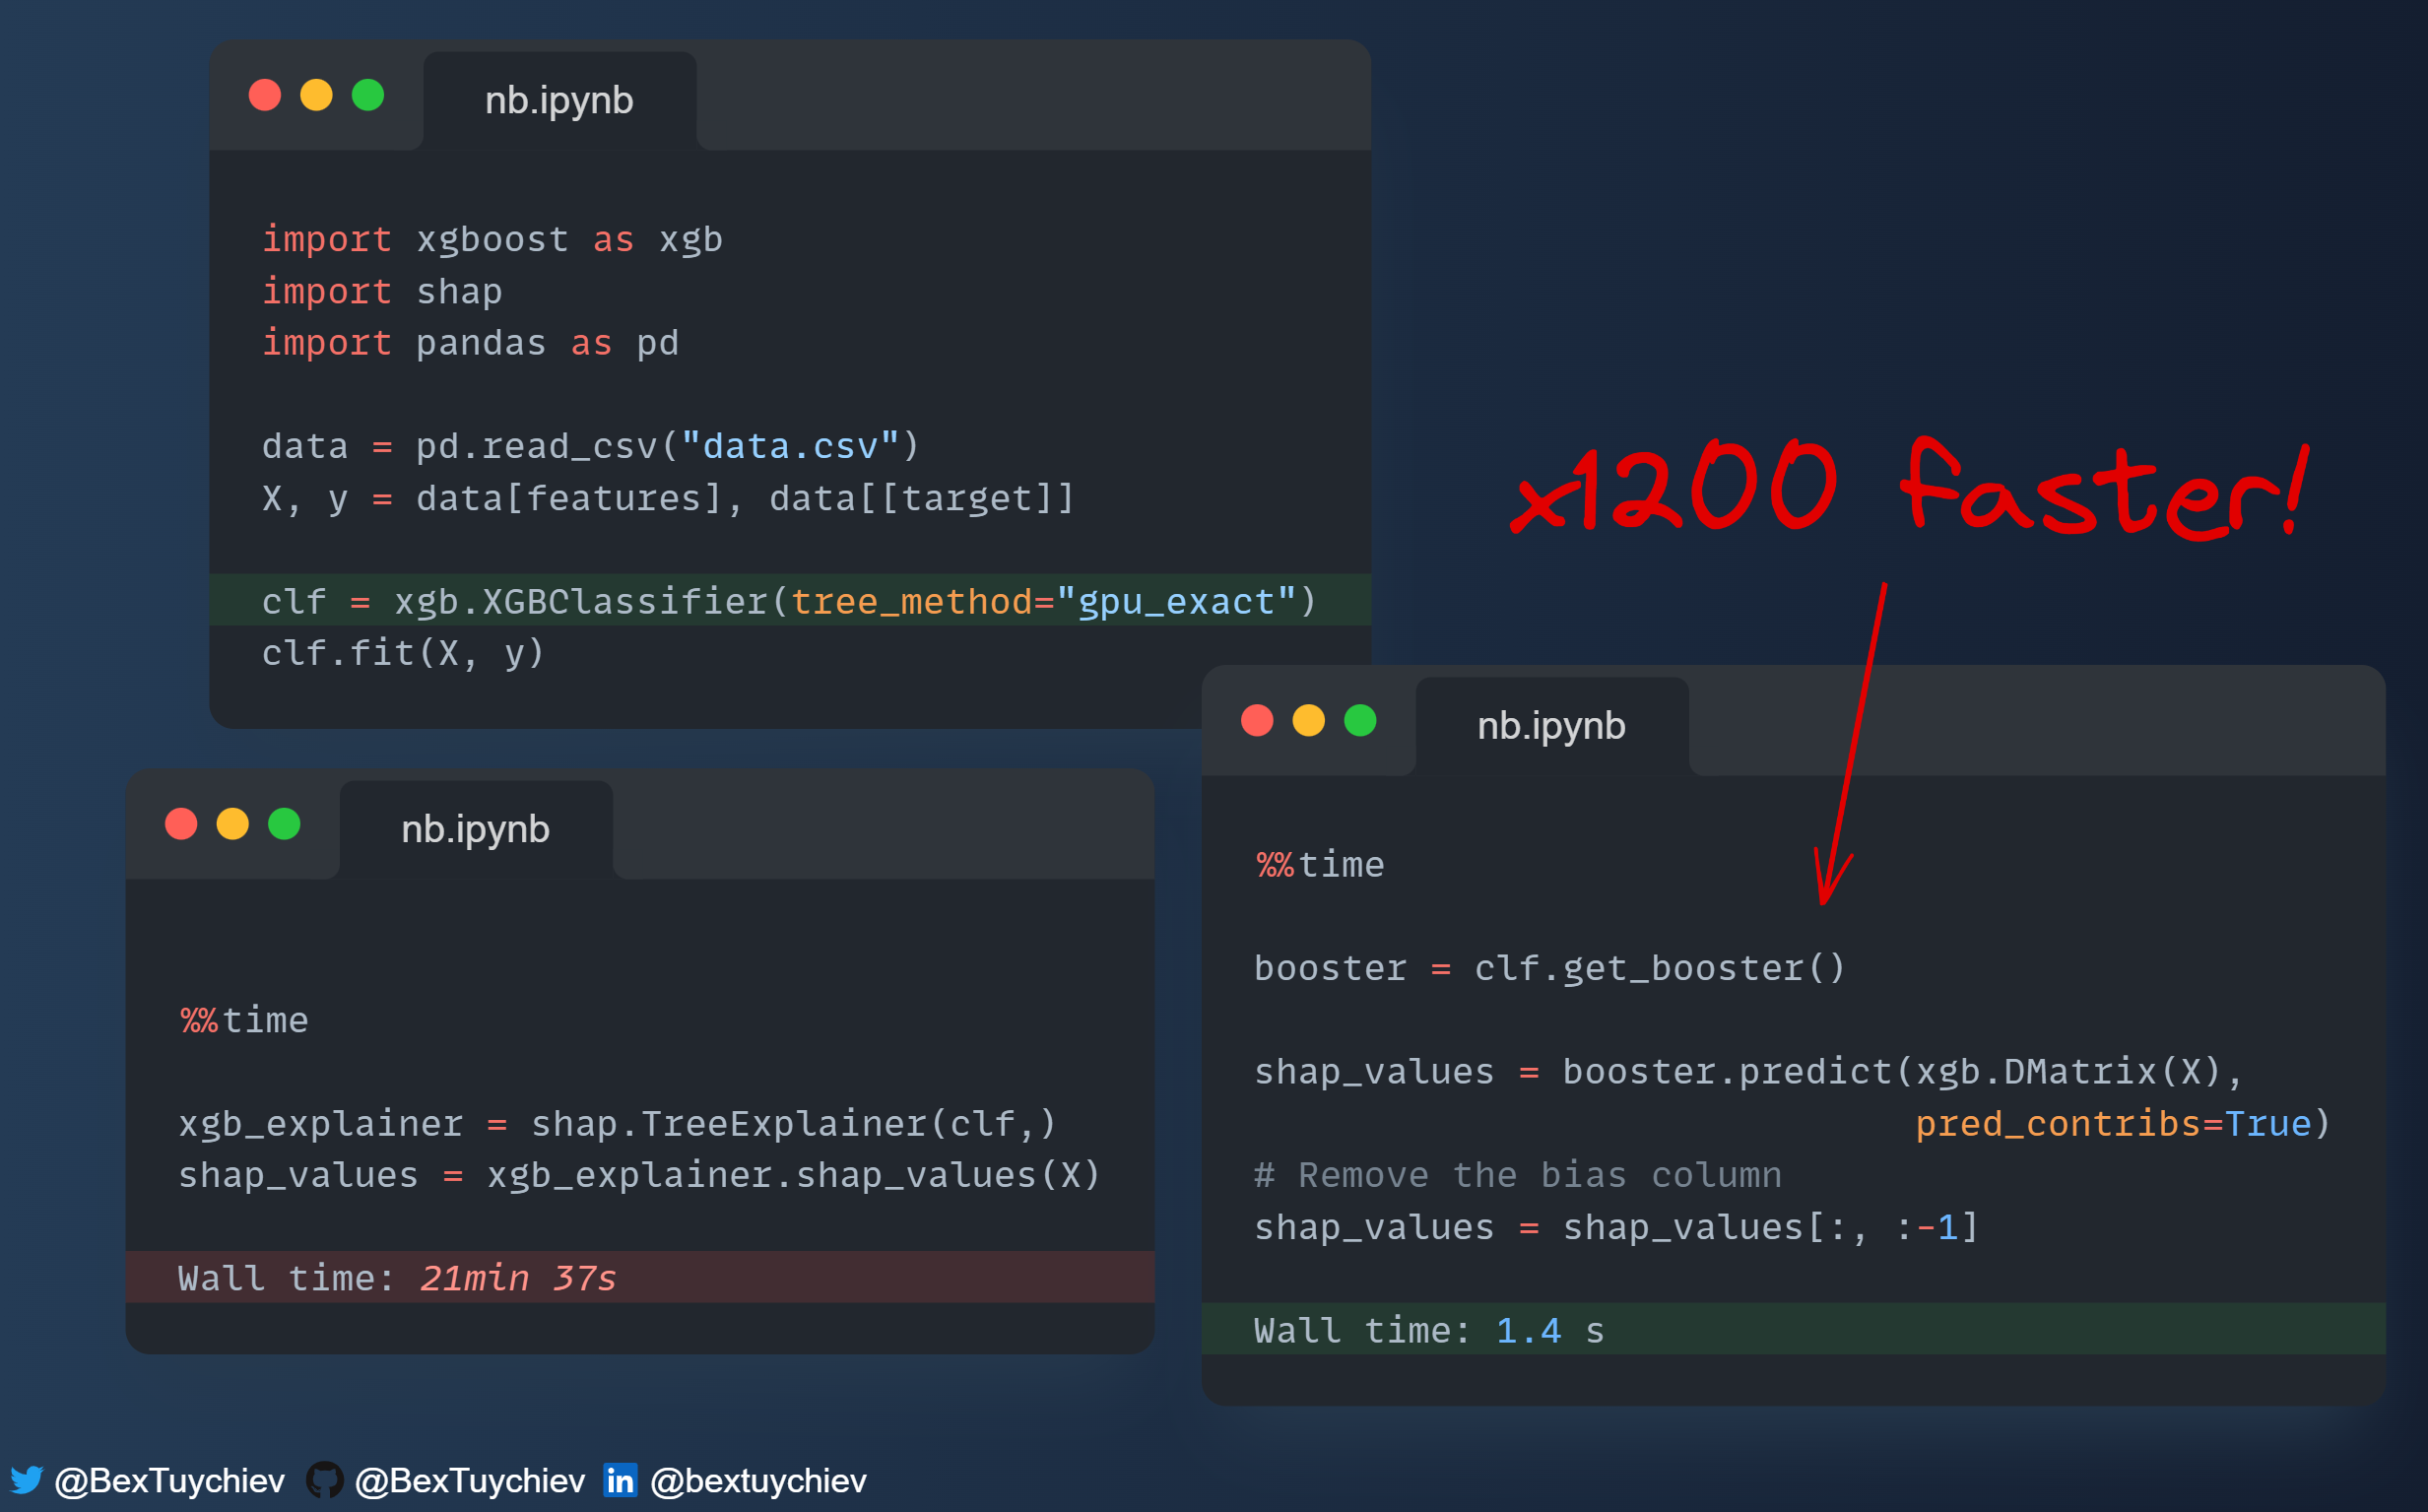 nb.ipynb
import xgboost as xgb
import shap
import pandas as pd
data = pd.read_csv("data.csv")
X, y = data[features], data[[target]]
clf = xgb.XGBClassifier(tree_method="gpu_exact")
clf.fit(X, y)
x1200 faster!
nb.ipynb
%%time
xgb_explainer = shap.TreeExplainer(clf,)
shap_values = xgb_explainer.shap_values(X)
Wall time: 21min 37s
nb.ipynb
%%time
booster = clf.get_booster()
shap_values = booster.predict(xgb.DMatrix(X),
pred_contribs=True)
# Remove the bias column
shap_values = shap_values[:, :-1]
Wall time: 1.4 s
@BexTuychiev @BexTuychiev in @bextuychiev